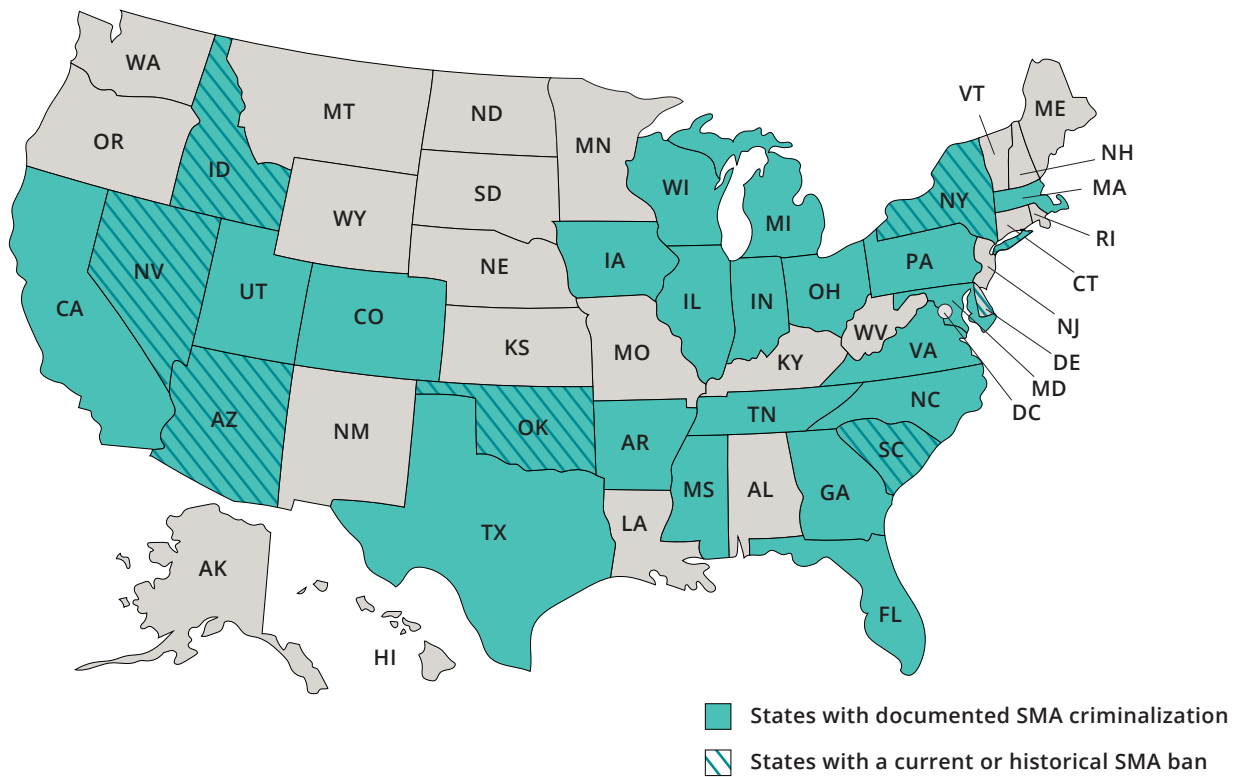 WA
MT
ND
MN
VT
ME
OR
ID
SD
WI
NH
MA
NY
WY
MI
RI
NV
NE
IA
PA
CT
CA
UT
CO
IL
IN
OH
NJ
KS
MO
WV
VA
DE
KY
MD
DC
AZ
NM
OK
AR
TN
NC
SC
MS
AL
GA
TX
LA
AK
FL
HI
States with documented SMA criminalization
States with a current or historical SMA ban